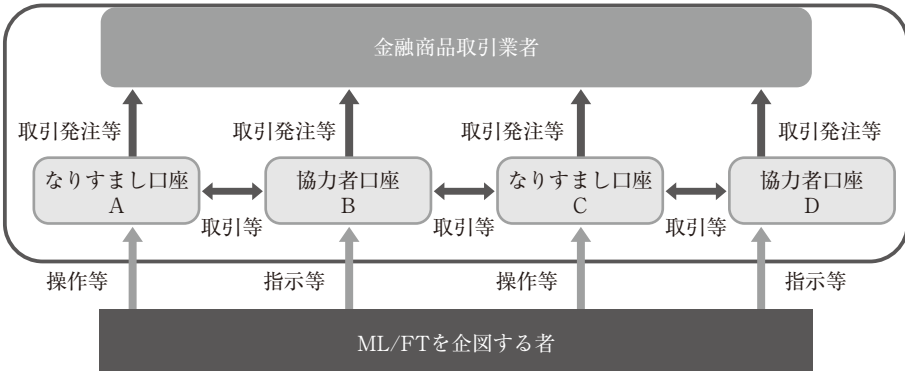 金融商品取引業者
取引発注等
取引発注等
取引発注等
取引発注等
なりすまし口座
A
協力者口座
B
なりすまし口座
C
協力者口座
D
取引等
取引等
取引等
操作等
指示等
操作等
指示等
ML/FTを企図する者